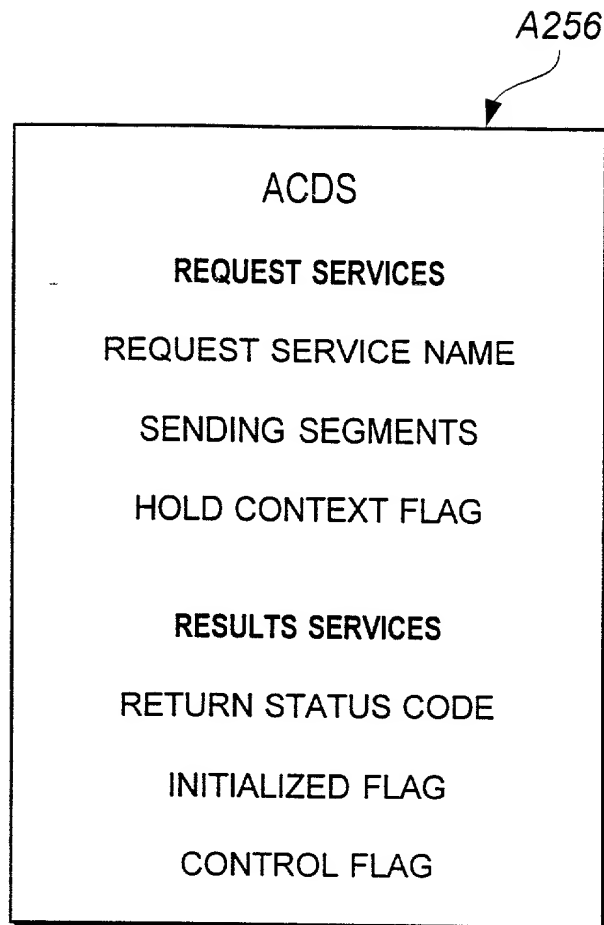 A256
ACDS
REQUEST SERVICES
REQUEST SERVICE NAME
SENDING SEGMENTS
HOLD CONTEXT FLAG
RESULTS SERVICES
RETURN STATUS CODE
INITIALIZED FLAG
CONTROL FLAG